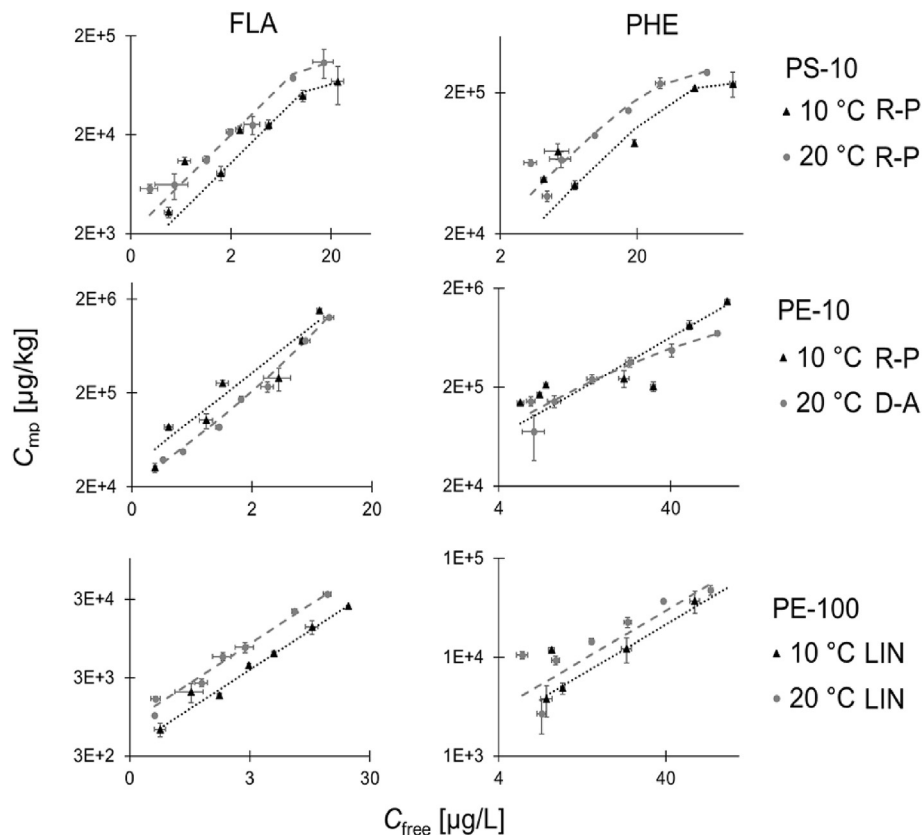 FLA PHE
2E+5
2E+4
2E+3
0 2 20
2E+5
2E+4
2 20
PS-10
10 °C R-P
20 °C R-P
2E+6
2E+5
2E+4
0 2 20
2E+6
2E+5
2E+4
4 40
PE-10
10 °C R-P
20 °C D-A
3E+4
3E+3
3E+2
0 3 30
1E+5
1E+4
1E+3
4 40
PE-100
10 °C LIN
20 °C LIN
Cmp [µg/kg]
Cfree [µg/L]